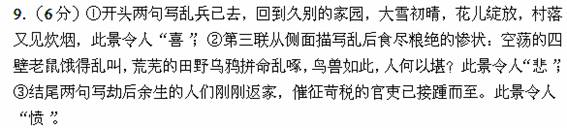 9.（6分）①开头两句写乱兵已去，回到久别的家园，大雪初晴，花儿绽放，村落
又见炊烟，此景令人“喜”；②第三联从侧面描写乱后食尽粮绝的惨状：空荡的四
壁老鼠饿得乱叫，荒芜的田野乌鸦拼命乱啄，鸟兽如此，人何以堪？此景令人“悲”；
③结尾两句写劫后余生的人们刚刚返家，催征苛税的官吏已接踵而至。此景令人
“愤”。